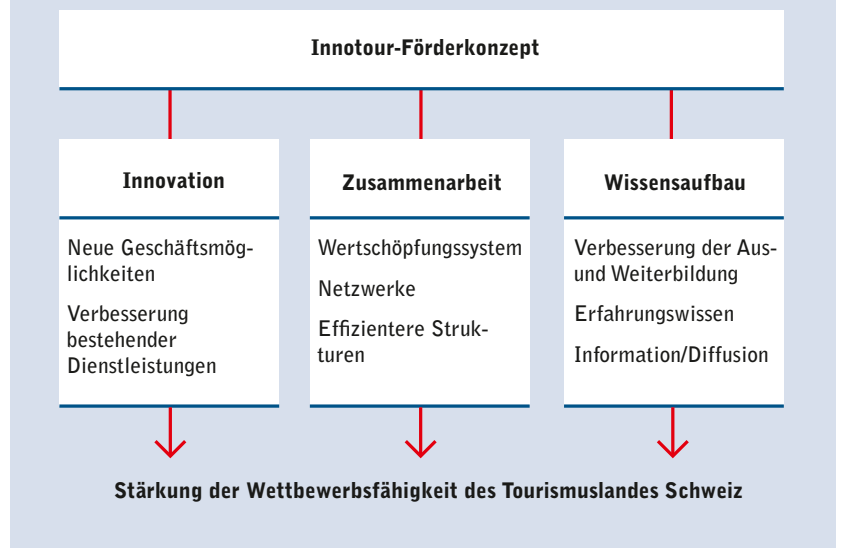 Innotour-Förderkonzept
Innovation
Neue Geschäftsmög-
lichkeiten
Verbesserung
bestehender
Dienstleistungen
Zusammenarbeit
Wertschöpfungssystem
Netzwerke
Effizientere Struk-
turen
Wissensaufbau
Verbesserung der Aus-
und Weiterbildung
Erfahrungswissen
Information/Diffusion
Stärkung der Wettbewerbsfähigkeit des Tourismuslandes Schweiz